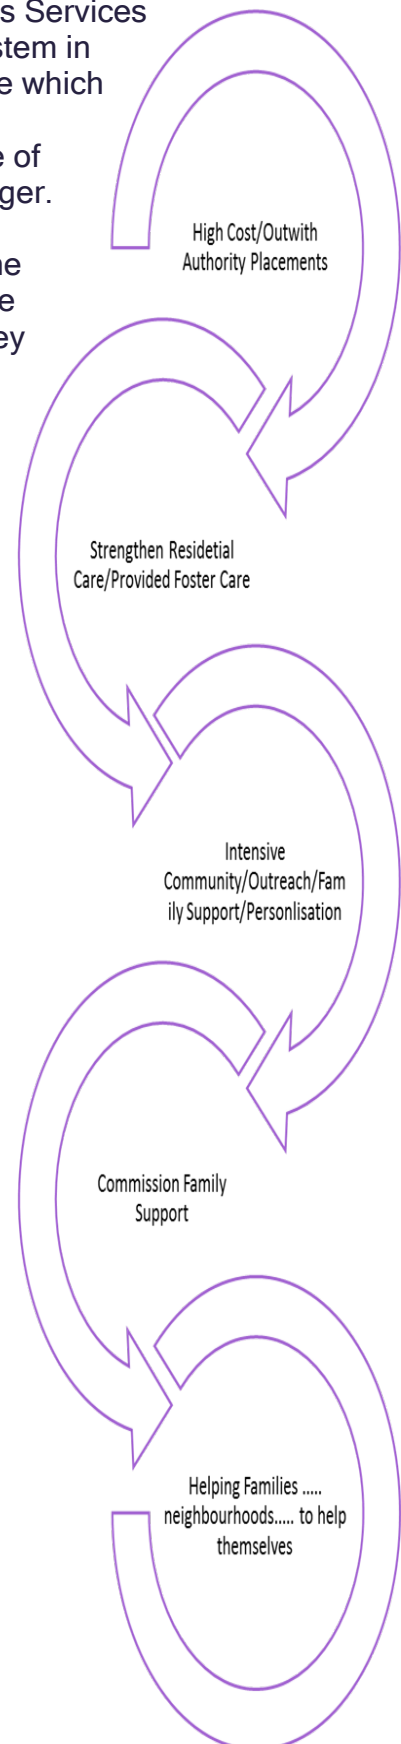 s Services
stem in
e which
e of
ger.
ne
e
ey
High Cost/Outwith
Authority Placements
Strengthen Residetial
Care/Provided Foster Care
Intensive
Community/Outreach/Fam
ily Support/Personlisation
Commission Family
Support
Helping Families .....
neighbourhoods..... to help
themselves